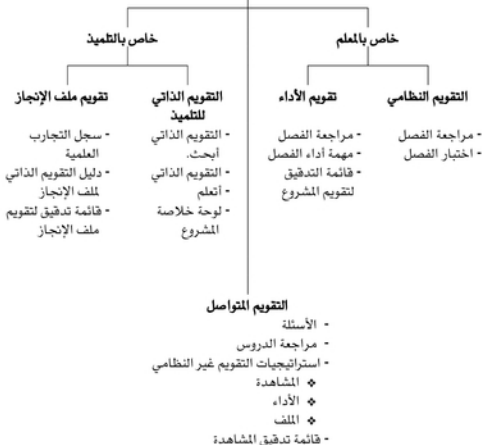 خاص بالمعلم
خاص بالتلميذ
التقويم النظامي
- مراجعة الفصل
- اختبار الفصل
تقويم الأداء
- مراجعة الفصل
- مهمة أداء الفصل
- قائمة التدقيق
لتقويم المشروع
التقويم الذاتي
للتلميذ
- التقويم الذاتي
أبحث.
- التقويم الذاتي
- أتعلم
- لوحة خلاصة
المشروع
تقويم ملف الإنجاز
- سجل التجارب
العلمية
- دليل التقويم الذاتي
لملف الإنجاز
- قائمة تدقيق لتقويم
ملف الإنجاز
التقويم المتواصل
- الأسئلة
- مراجعة الدروس
- استراتيجيات التقويم غير النظامي
❖ المشاهدة
❖ الأداء
❖ الملف
- قائمة تدقيق المشاهدة